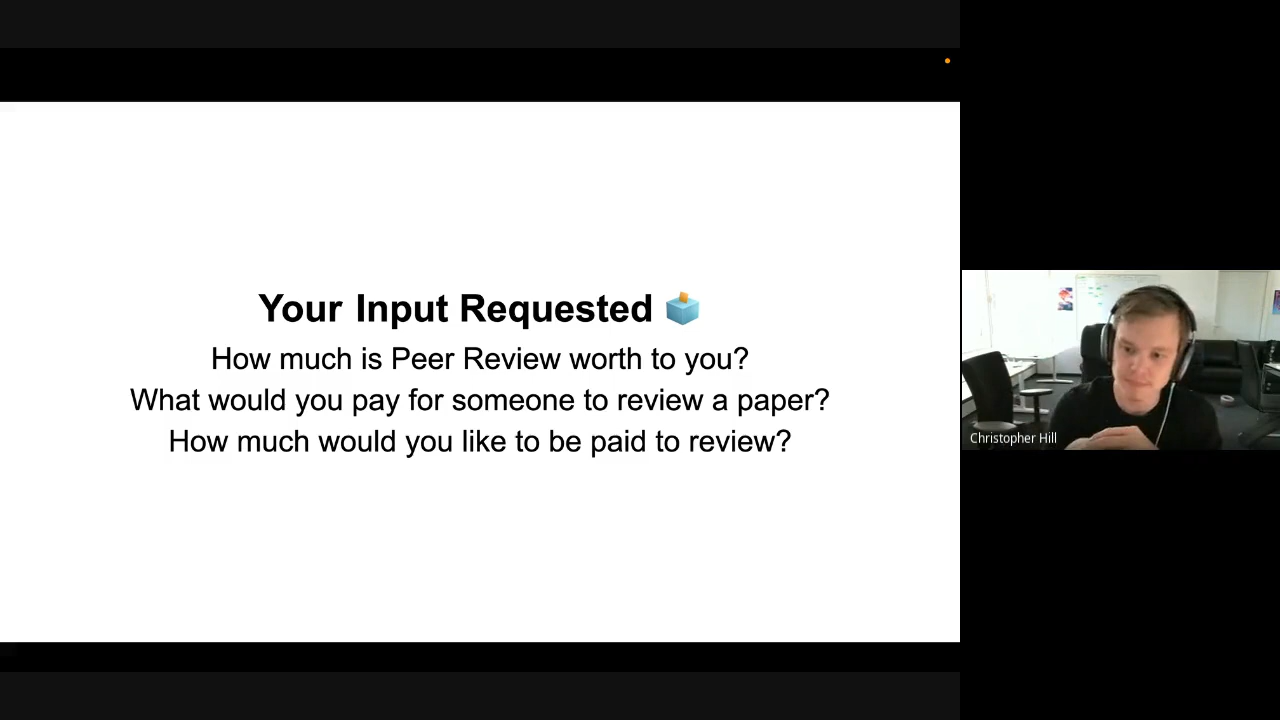 Your Input Requested 🗳️
How much is Peer Review worth to you?
What would you pay for someone to review a paper?
How much would you like to be paid to review?
Christopher Hill